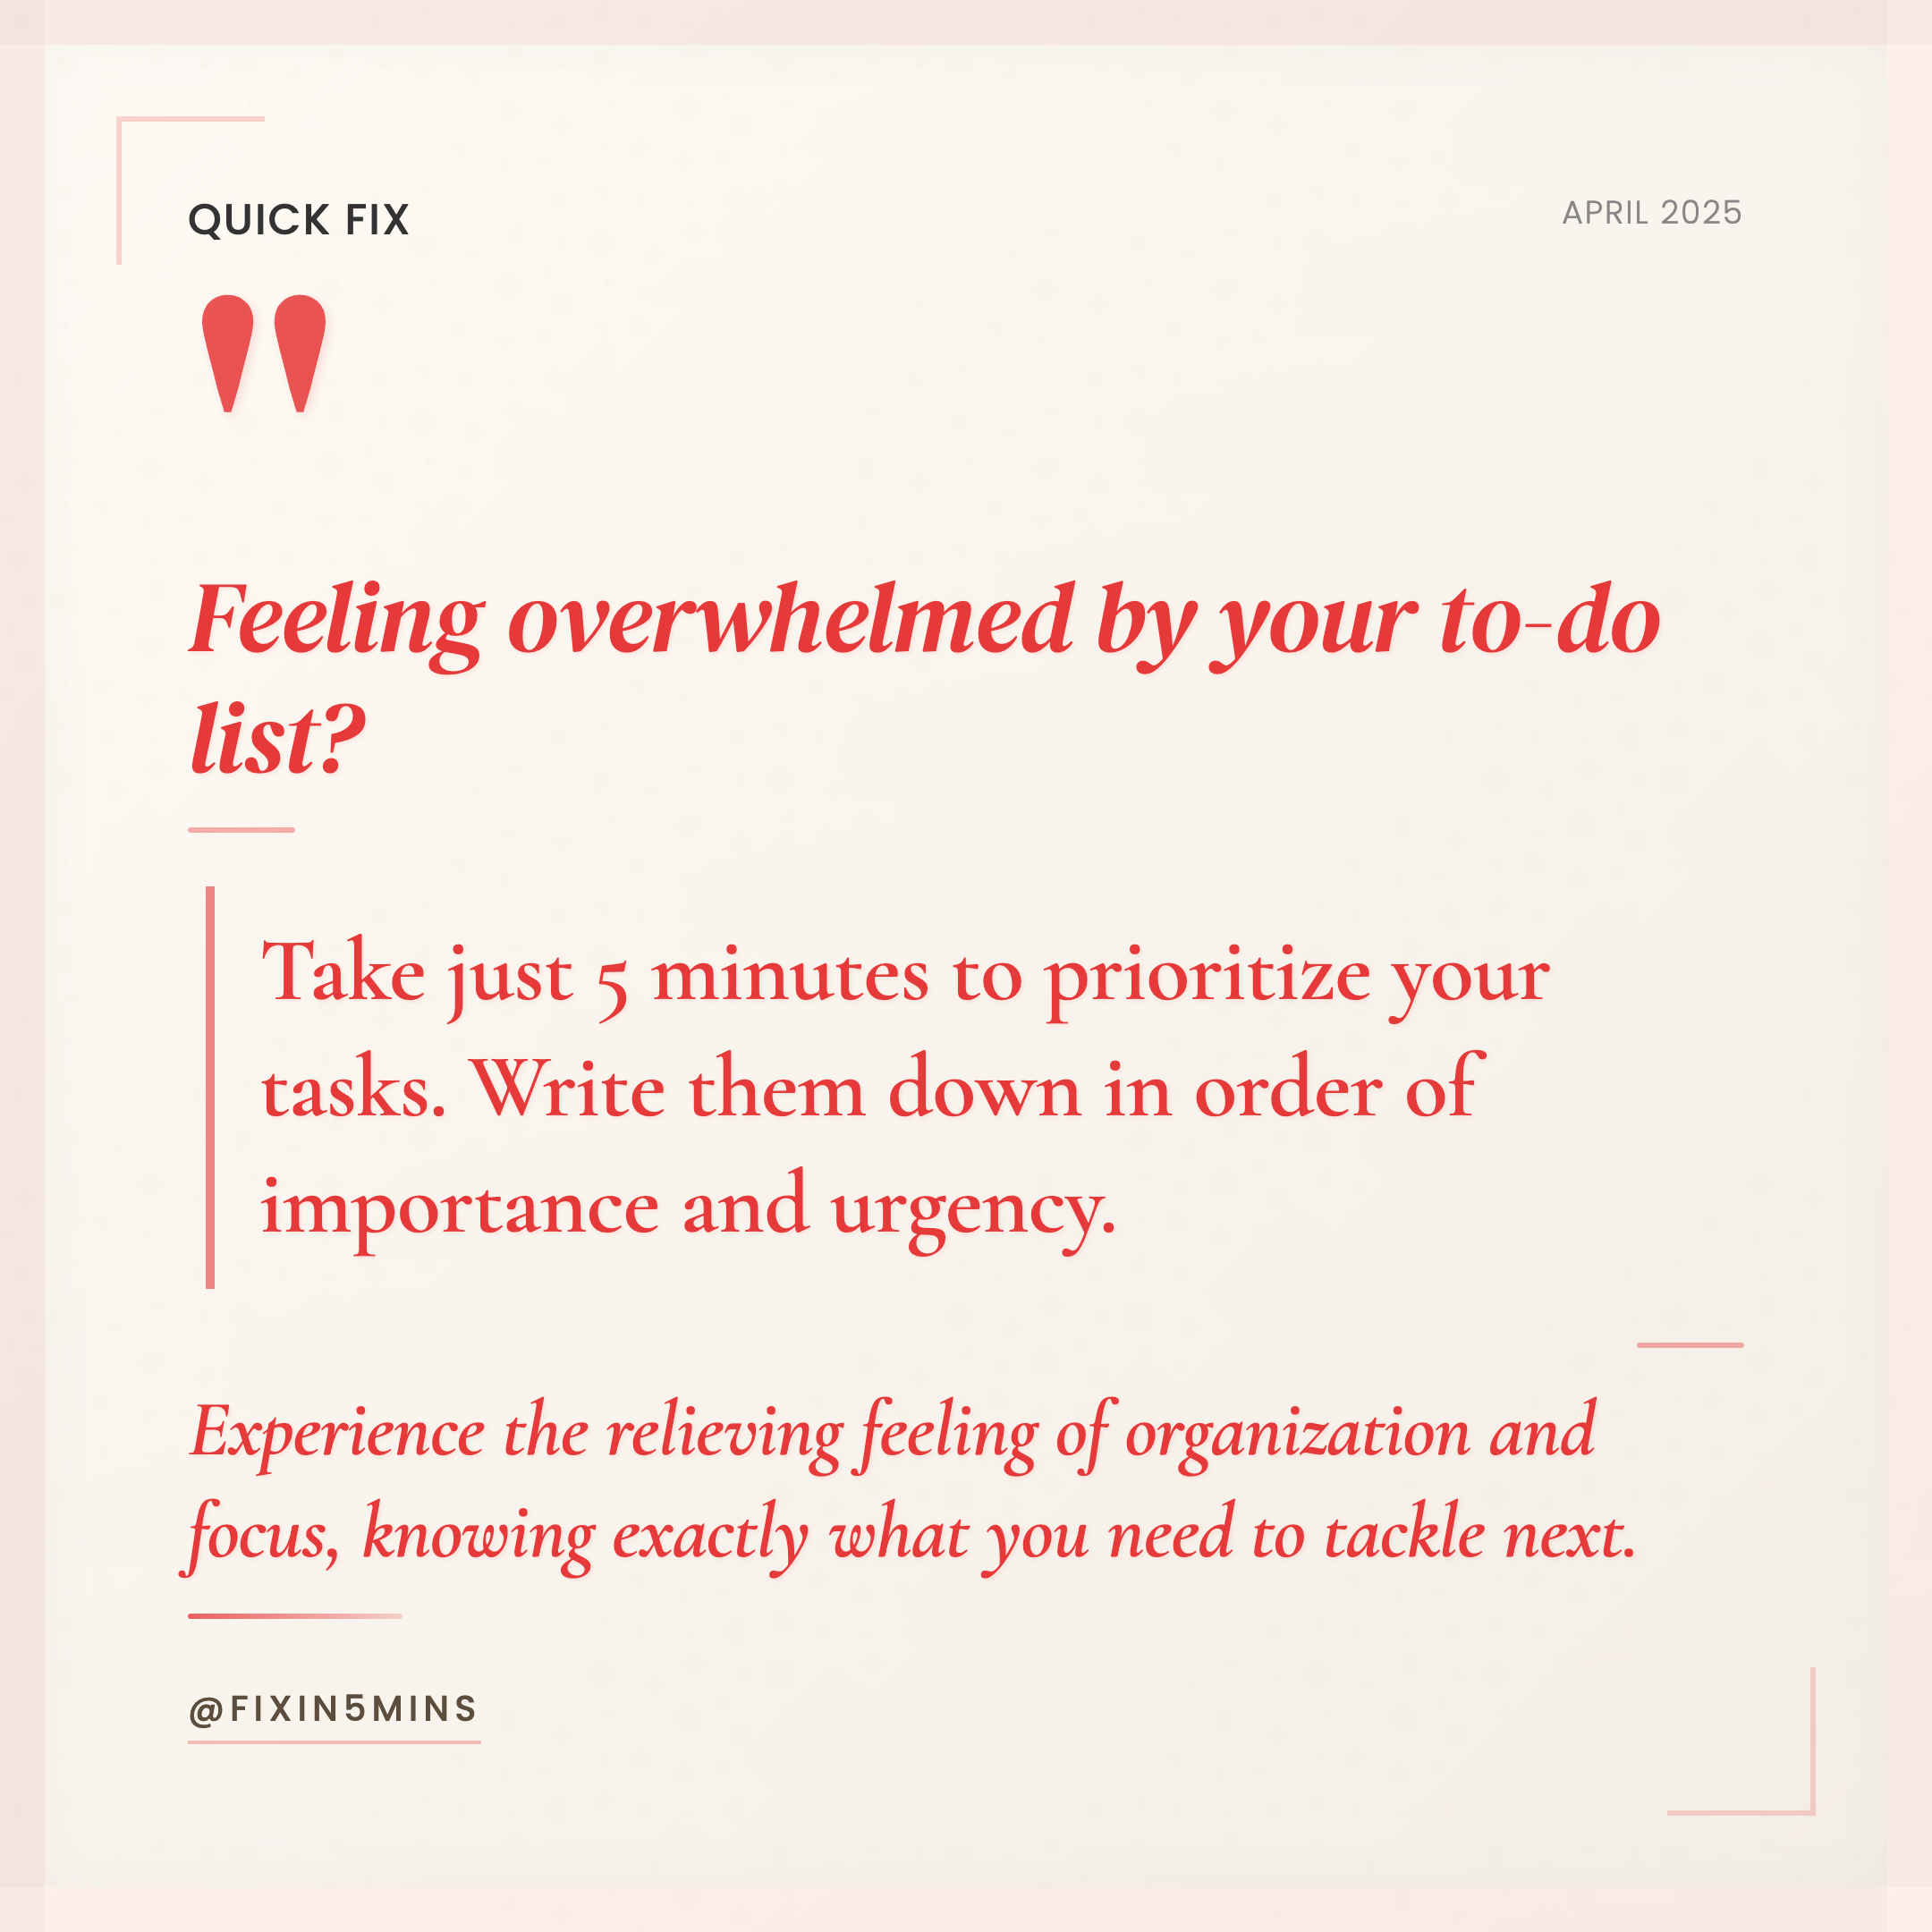 QUICK FIX
APRIL 2025
"
Feeling overwhelmed by your to-do
list?
Take just 5 minutes to prioritize your
tasks. Write them down in order of
importance and urgency.
Experience the relieving feeling of organization and
focus, knowing exactly what you need to tackle next.
@FIXIN5MINS